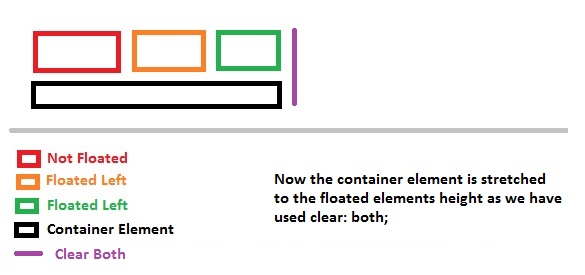 Not Floated
Floated Left
Floated Left
Container Element
Clear Both
Now the container element is stretched
to the floated elements height as we have
used clear: both;